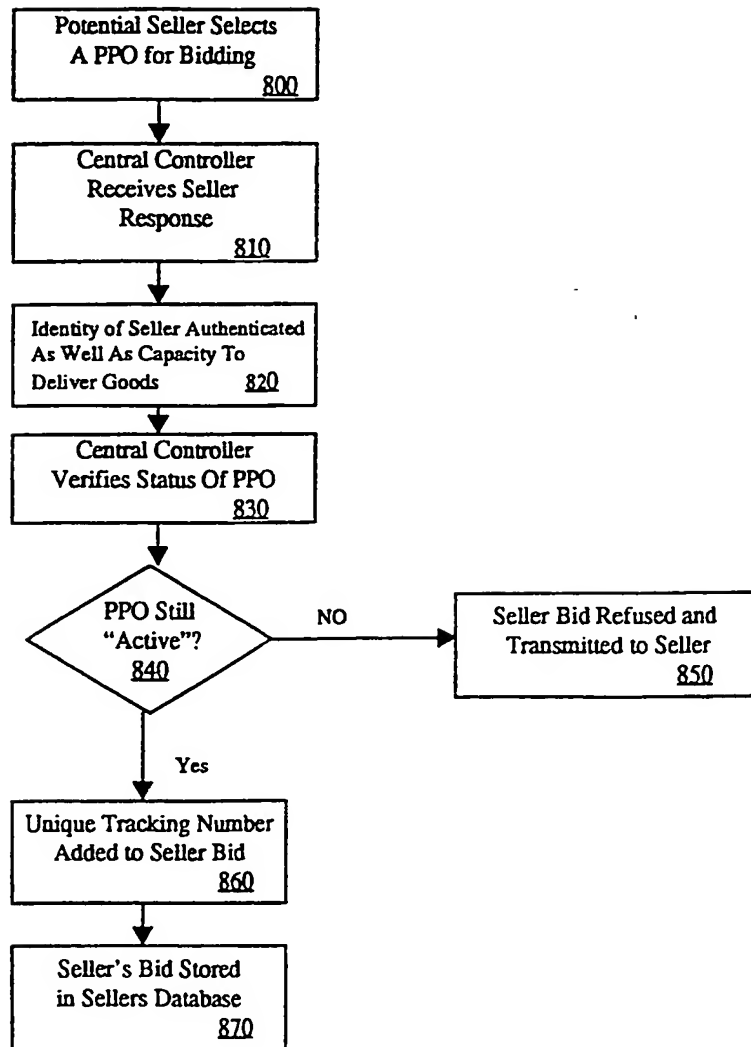 Potential Seller Selects
A PPO for Bidding
800
Central Controller
Receives Seller
Response
810
Identity of Seller Authenticated
As Well As Capacity To
Deliver Goods 820
Central Controller
Verifies Status Of PPO
830
PPO Still
"Active"?
840
NO
Seller Bid Refused and
Transmitted to Seller
850
Yes
Unique Tracking Number
Added to Seller Bid
860
Seller's Bid Stored
in Sellers Database
870